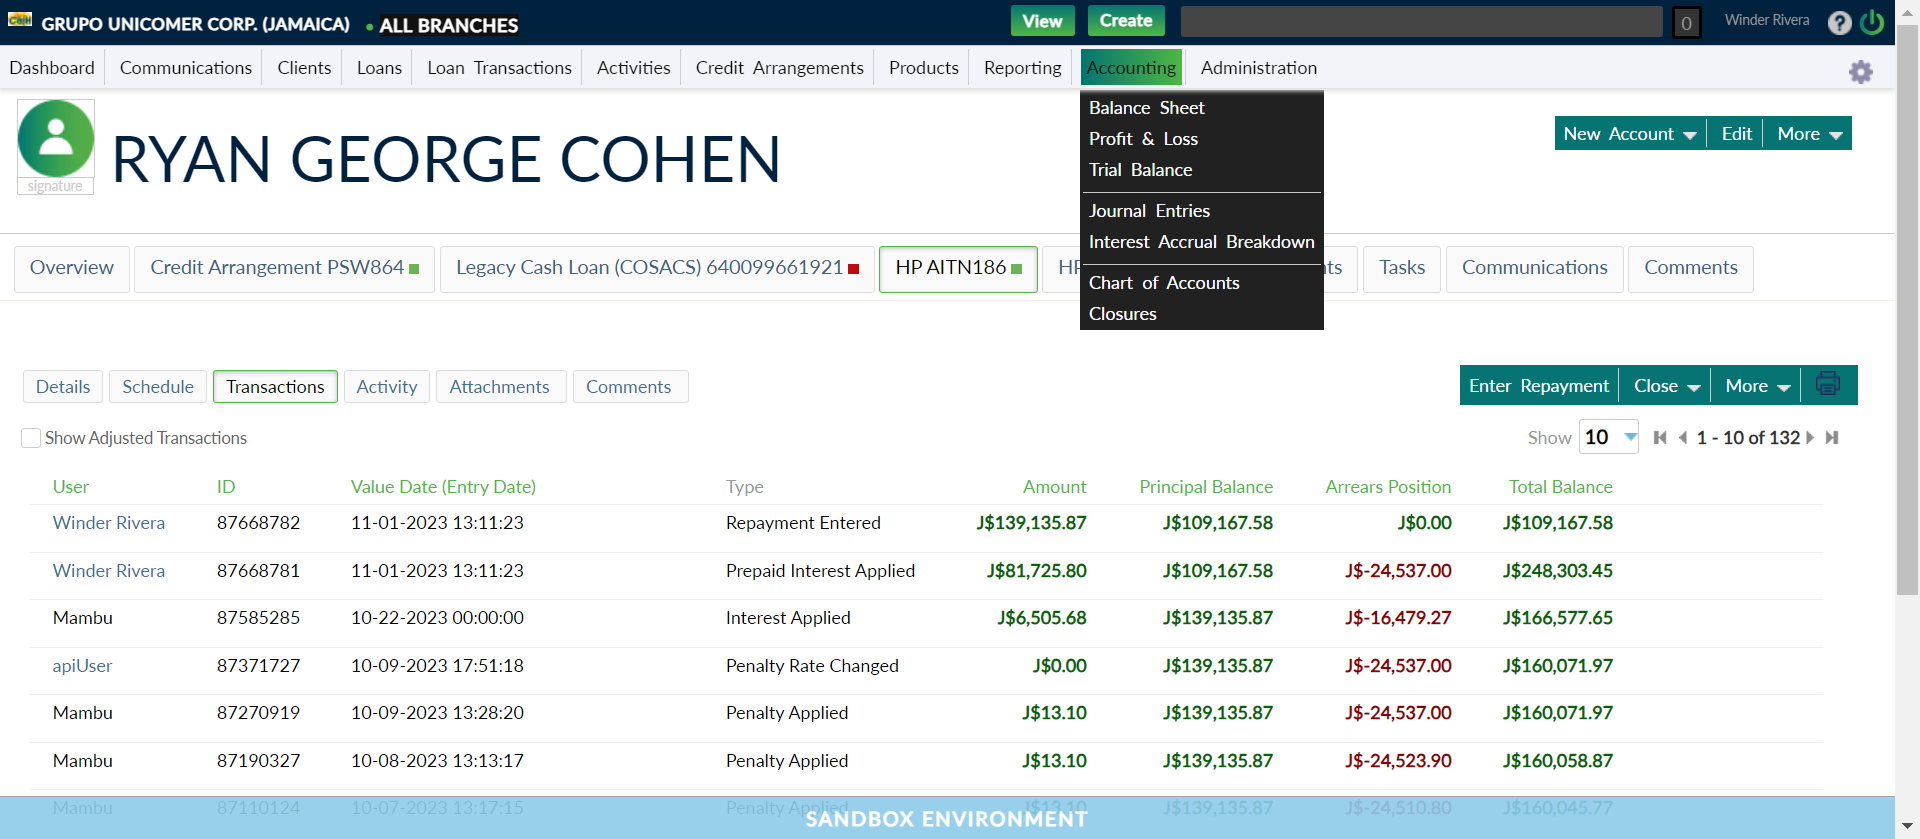 GRUPO UNICOMER CORP. (JAMAICA) • ALL BRANCHES View Create 0 Winder Rivera ?
Dashboard Communications Clients Loans Loan Transactions Activities Credit Arrangements Products Reporting Accounting Administration
Balance Sheet
Profit & Loss
Trial Balance
Journal Entries
Interest Accrual Breakdown
Chart of Accounts
Closures
signature
RYAN GEORGE COHEN
New Account Edit More
Overview Credit Arrangement PSW864 Legacy Cash Loan (COSACS) 640099661921 HP AITN186 HP ts Tasks Communications Comments
Details Schedule Transactions Activity Attachments Comments
Enter Repayment Close More
Show Adjusted Transactions
Show 10 1 - 10 of 132
User ID Value Date (Entry Date) Type Amount Principal Balance Arrears Position Total Balance
Winder Rivera 87668782 11-01-2023 13:11:23 Repayment Entered J$139,135.87 J$109,167.58 J$0.00 J$109,167.58
Winder Rivera 87668781 11-01-2023 13:11:23 Prepaid Interest Applied J$81,725.80 J$109,167.58 J$-24,537.00 J$248,303.45
Mambu 87585285 10-22-2023 00:00:00 Interest Applied J$6,505.68 J$139,135.87 J$-16,479.27 J$166,577.65
apiUser 87371727 10-09-2023 17:51:18 Penalty Rate Changed J$0.00 J$139,135.87 J$-24,537.00 J$160,071.97
Mambu 87270919 10-09-2023 13:28:20 Penalty Applied J$13.10 J$139,135.87 J$-24,537.00 J$160,071.97
Mambu 87190327 10-08-2023 13:13:17 Penalty Applied J$13.10 J$139,135.87 J$-24,523.90 J$160,058.87
Mambu 87110124 10-07-2023 13:17:15 Penalty Applied J$13.10 J$139,135.87 J$-24,510.80 J$160,045.77
SANDBOX ENVIRONMENT